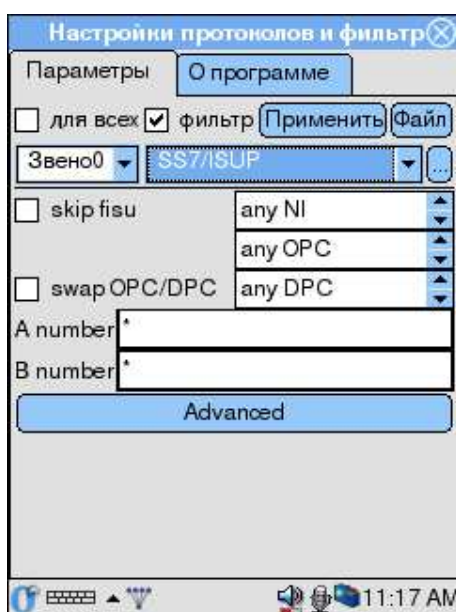 Настройки протоколов и фильтр
Параметры О программе
для всех фильтр Применить Файл
Звено0 SS7/ISUP ...
skip fisu any NI
any OPC
swap OPC/DPC any DPC
A number *
B number *
Advanced
11:17 AM